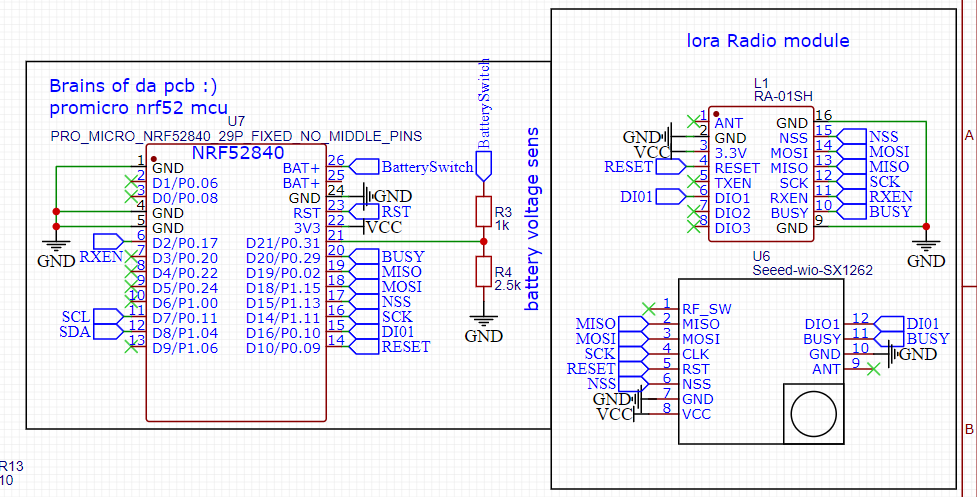 lora Radio module
Brains of da pcb :)
promicro nrf52 mcu
U7
PRO_MICRO_NRF52840_29P_FIXED_NO_MIDDLE_PINS
NRF52840
1 GND
2 D1/P0.06
3 D0/P0.08
4 GND
5 GND
6 D2/P0.17
7 D3/P0.20
8 D4/P0.22
9 D5/P0.24
10 D6/P1.00
11 D7/P0.11
12 D8/P1.04
13 D9/P1.06
GND
RXEN
SCL
SDA
BAT+ 26 BatterySwitch
BAT+ 25
GND 24 GND
RST 23 RST
3V3 22 VCC
D21/P0.31 21
D20/P0.29 20 BUSY
D19/P0.02 19 MISO
D18/P1.15 18 MOSI
D15/P1.13 17 NSS
D14/P1.11 16 SCK
D16/P0.10 15 DI01
D10/P0.09 14 RESET
BatterySwitch
R3
1k
R4
2.5k
GND
battery voltage sens
L1
RA-01SH
1 ANT
GND 2 GND
VCC 3 3.3V
RESET 4 RESET
5 TXEN
DI01 6 DIO1
7 DIO2
8 DIO3
GND 16
NSS 15 NSS
MOSI 14 MOSI
MISO 13 MISO
SCK 12 SCK
RXEN 11 RXEN
BUSY 10 BUSY
GND 9
GND
U6
Seeed-wio-SX1262
1 RF_SW
MISO 2 MISO
MOSI 3 MOSI
SCK 4 CLK
RESET 5 RST
NSS 6 NSS
GND 7 GND
VCC 8 VCC
DIO1 12 DI01
BUSY 11 BUSY
GND 10 GND
ANT 9
A
B
R13
10